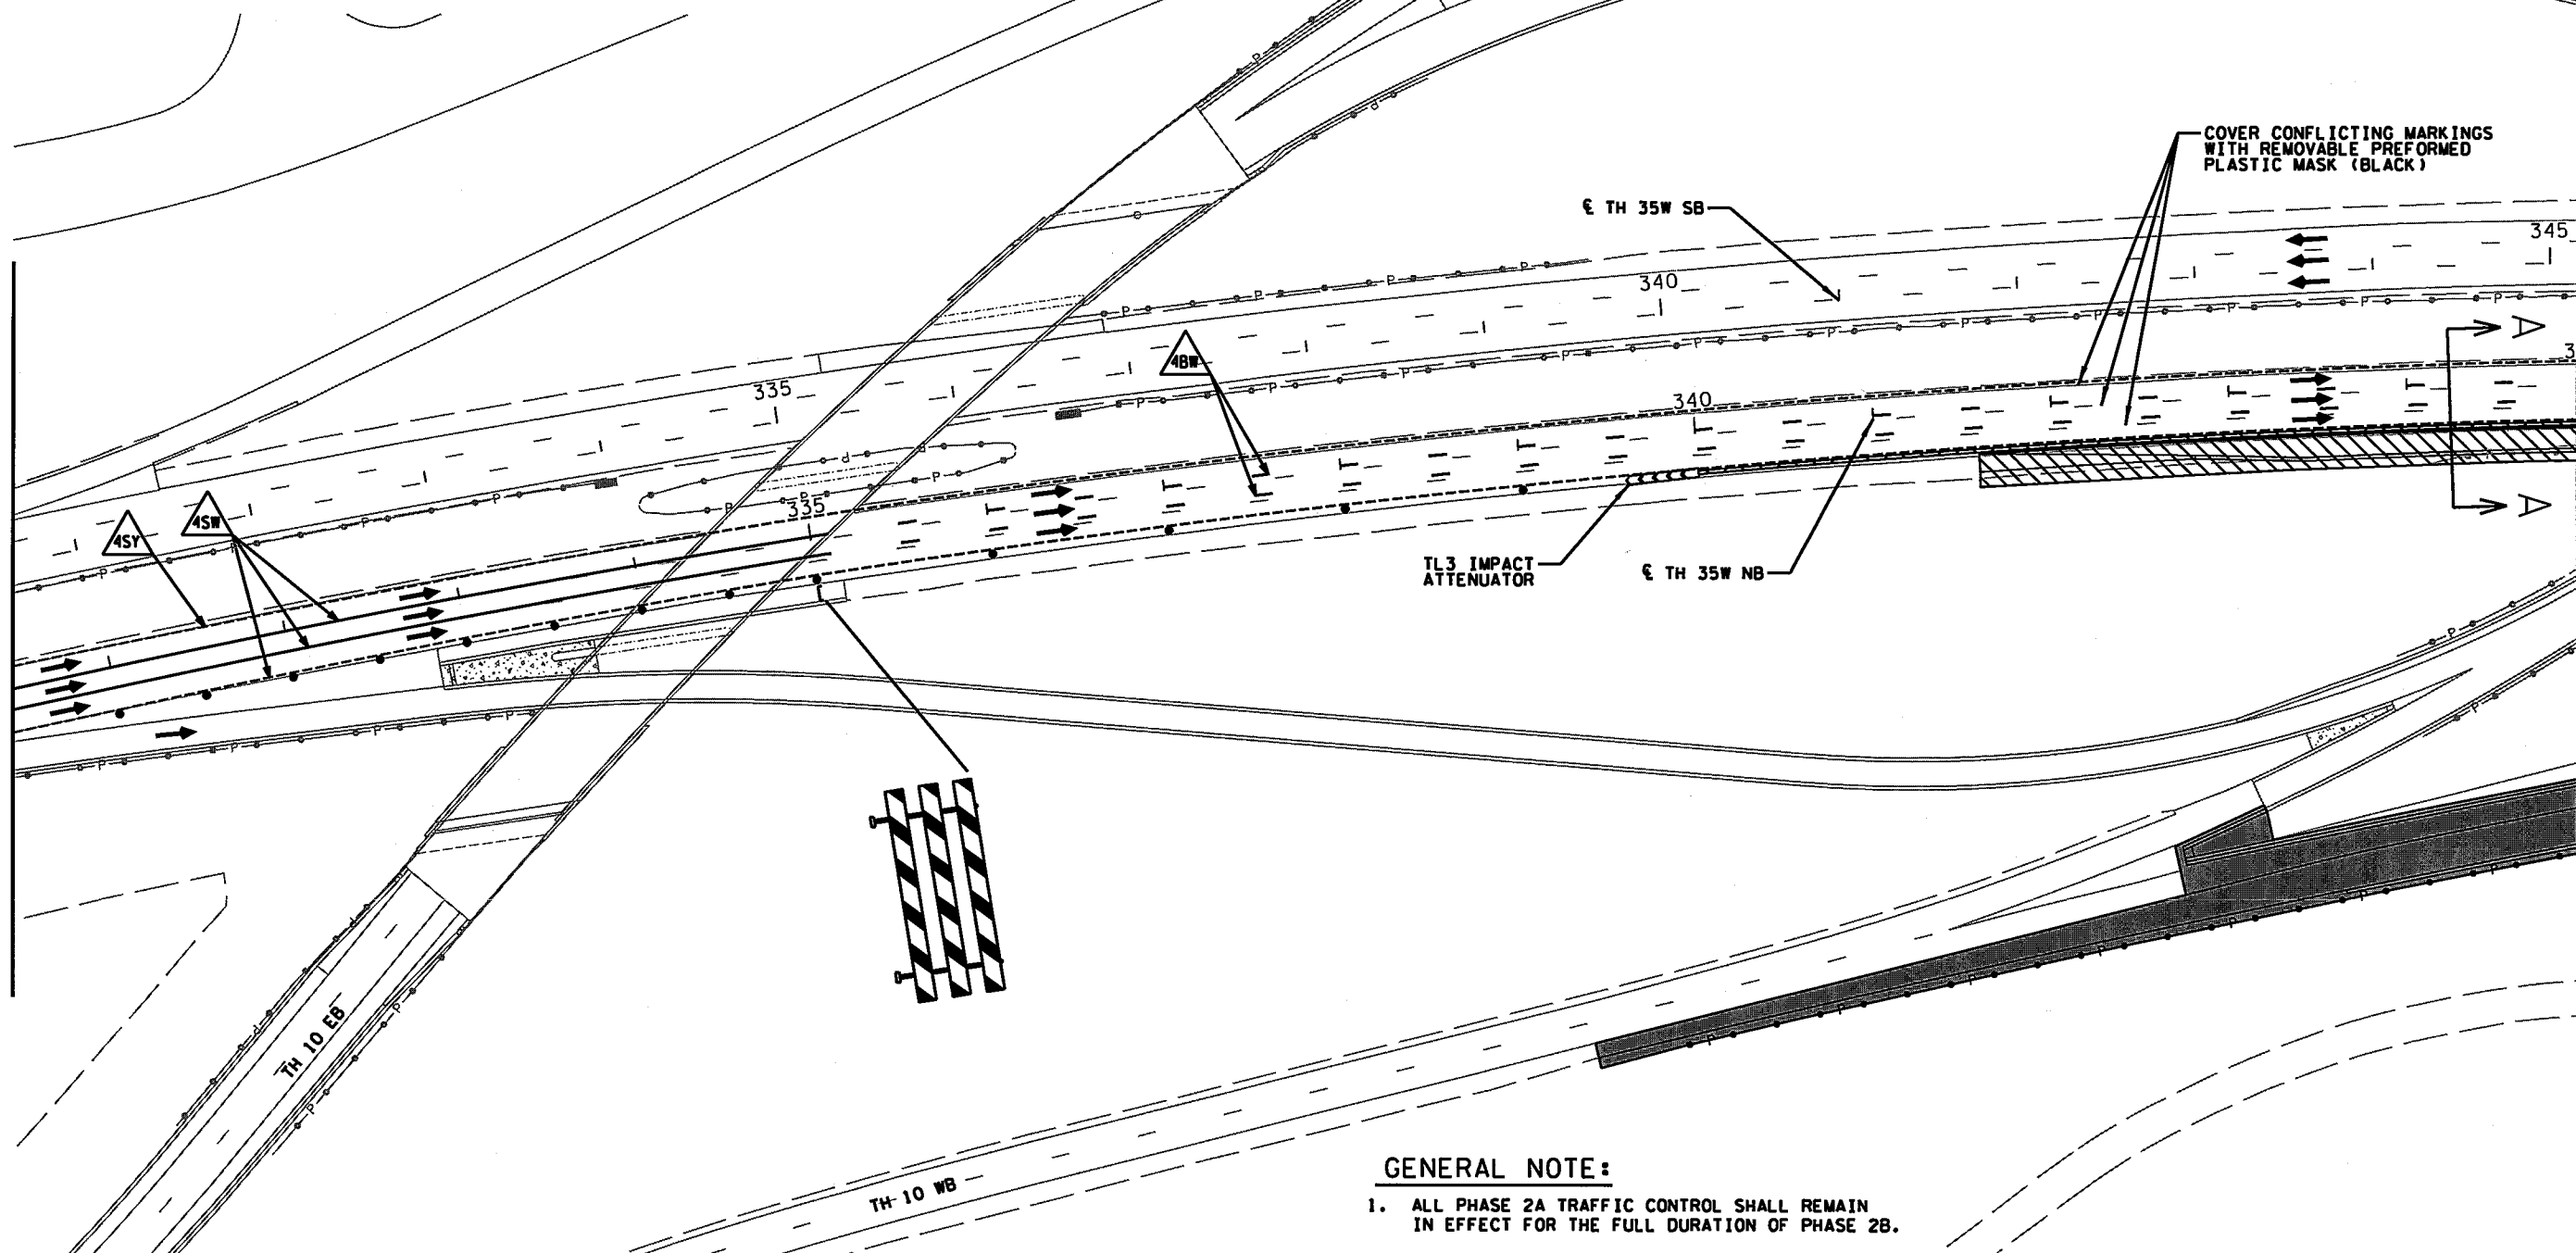 COVER CONFLICTING MARKINGS
WITH REMOVABLE PREFORMED
PLASTIC MASK (BLACK)
℄ TH 35W SB
345
340
A
4BW
335
340
335
4SW
4SY
A
TL3 IMPACT
ATTENUATOR
℄ TH 35W NB
TH 10 EB
TH 10 WB
GENERAL NOTE:
1. ALL PHASE 2A TRAFFIC CONTROL SHALL REMAIN
IN EFFECT FOR THE FULL DURATION OF PHASE 2B.